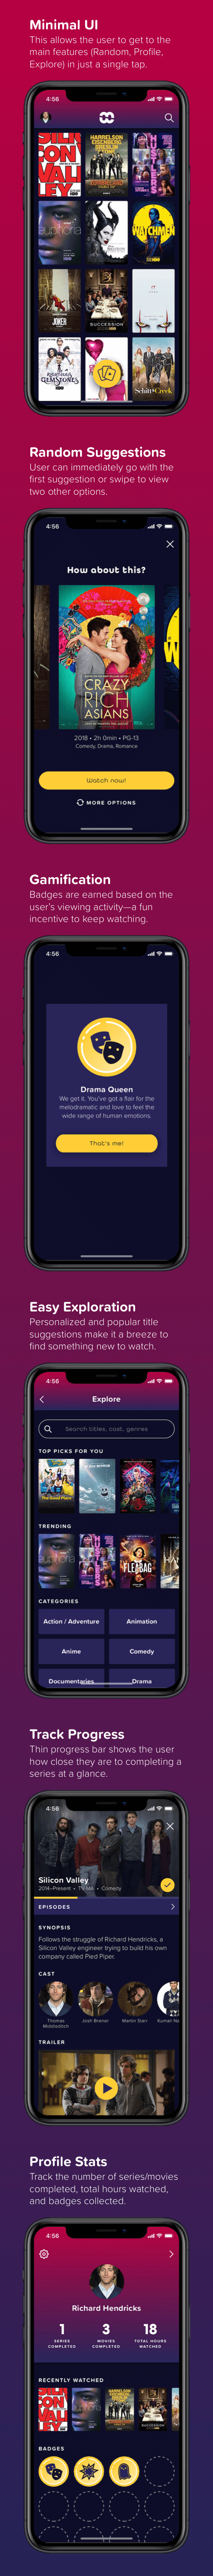 Minimal UI
This allows the user to get to the
main features (Random, Profile,
Explore) in just a single tap.
4:56
SILICON VALLEY
HARRELSON
EISENBERG
BRESLIN
STONE
ZOMBIELAND
euphoria
WATCHMEN
JOKER
SUCCESSION
IT
RIGHTEOUS
GEMSTONES
Schitt's Creek
Random Suggestions
User can immediately go with the
first suggestion or swipe to view
two other options.
4:56
How about this?
CRAZY
RICH
ASIANS
2018 • 2h 0min • PG-13
Comedy, Drama, Romance
Watch now!
MORE OPTIONS
Gamification
Badges are earned based on the
user's viewing activity—a fun
incentive to keep watching.
4:56
Drama Queen
We get it. You've got a flair for the
melodramatic and love to feel the
wide range of human emotions.
That's me!
Easy Exploration
Personalized and popular title
suggestions make it a breeze to
find something new to watch.
4:56
Explore
Search titles, cast, genres
TOP PICKS FOR YOU
The Good Place
TRENDING
euphoria
FLEABAG
CATEGORIES
Action / Adventure
Animation
Anime
Comedy
Documentaries
Drama
Track Progress
Thin progress bar shows the user
how close they are to completing a
series at a glance.
4:56
Silicon Valley
2014–Present • TV-MA • Comedy
EPISODES
SYNOPSIS
Follows the struggle of Richard Hendricks, a
Silicon Valley engineer trying to build his own
company called Pied Piper.
CAST
Thomas
Middleditch
Josh Brener
Martin Starr
Kumail Na
TRAILER
Profile Stats
Track the number of series/movies
completed, total hours watched,
and badges collected.
4:56
Richard Hendricks
1
SERIES
COMPLETED
3
MOVIES
COMPLETED
18
TOTAL HOURS
WATCHED
RECENTLY WATCHED
SUCCESSION
BADGES